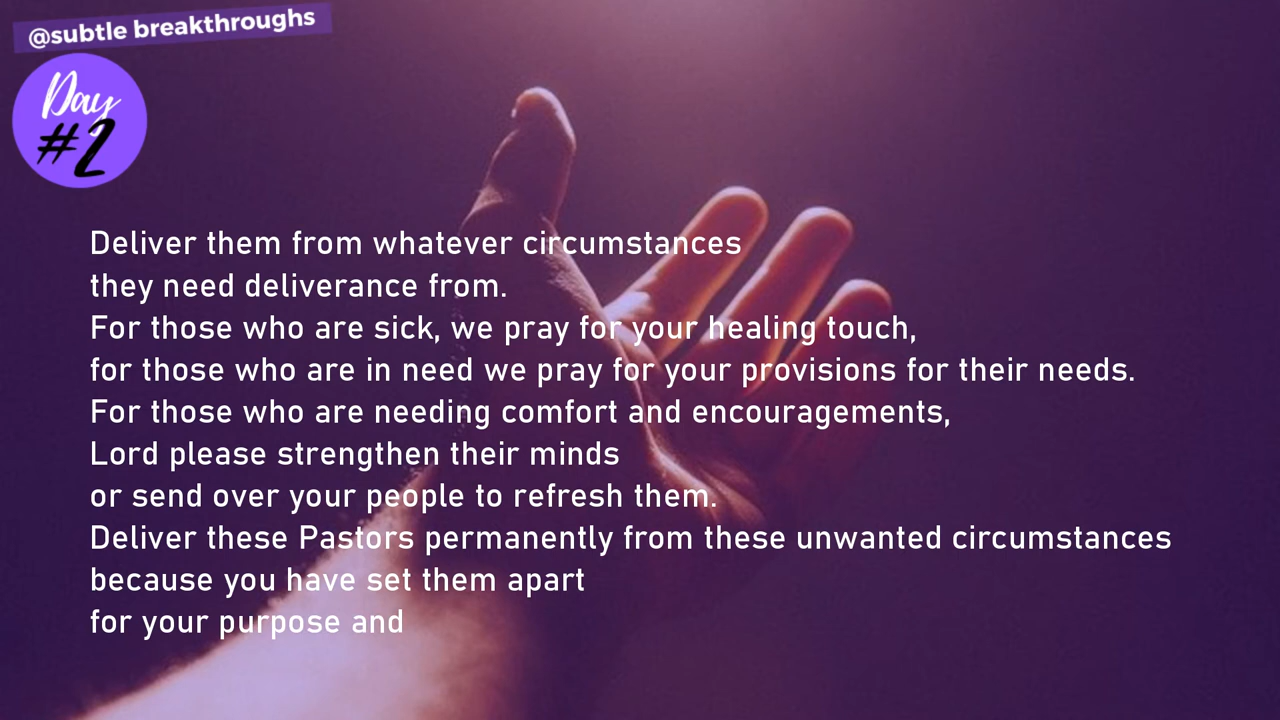 @subtle breakthroughs
Day
#2
Deliver them from whatever circumstances
they need deliverance from.
For those who are sick, we pray for your healing touch,
for those who are in need we pray for your provisions for their needs.
For those who are needing comfort and encouragements,
Lord please strengthen their minds
or send over your people to refresh them.
Deliver these Pastors permanently from these unwanted circumstances
because you have set them apart
for your purpose and